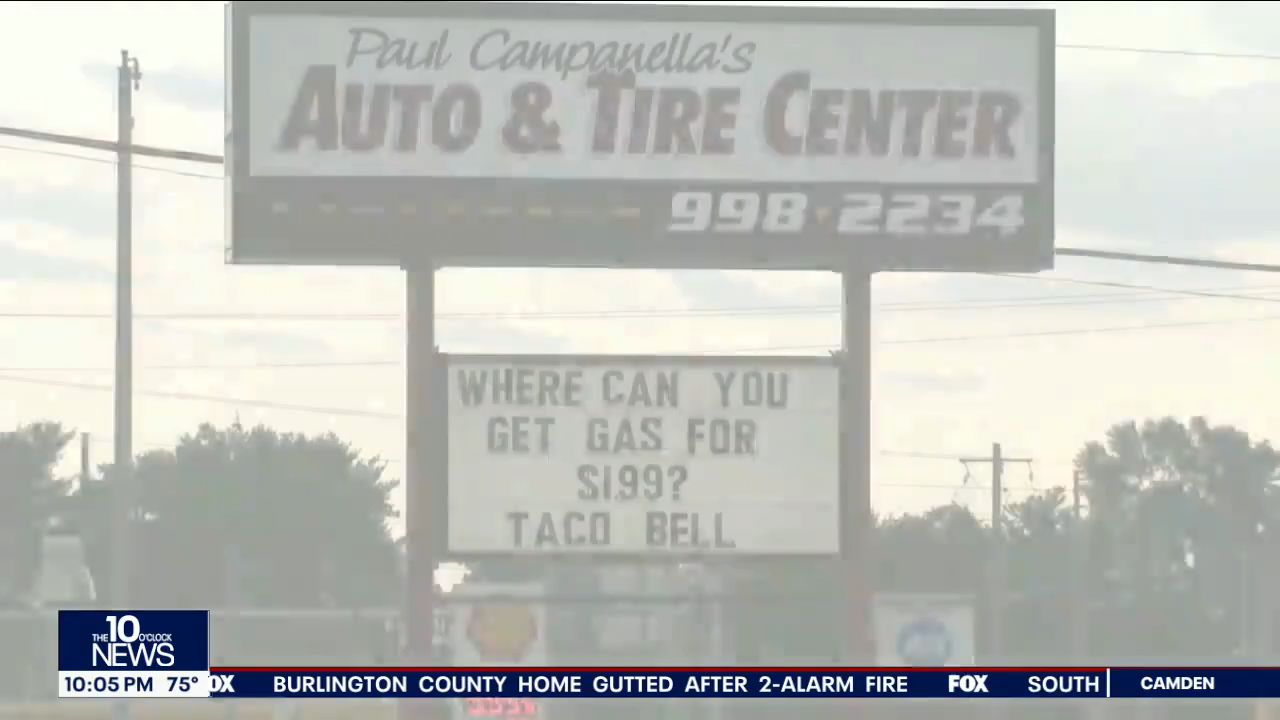 Paul Campanella's
AUTO & TIRE CENTER
998-2234
WHERE CAN YOU
GET GAS FOR
$1.99?
TACO BELL
THE 10 O'CLOCK
NEWS
10:05 PM 75° OX BURLINGTON COUNTY HOME GUTTED AFTER 2-ALARM FIRE FOX SOUTH CAMDEN